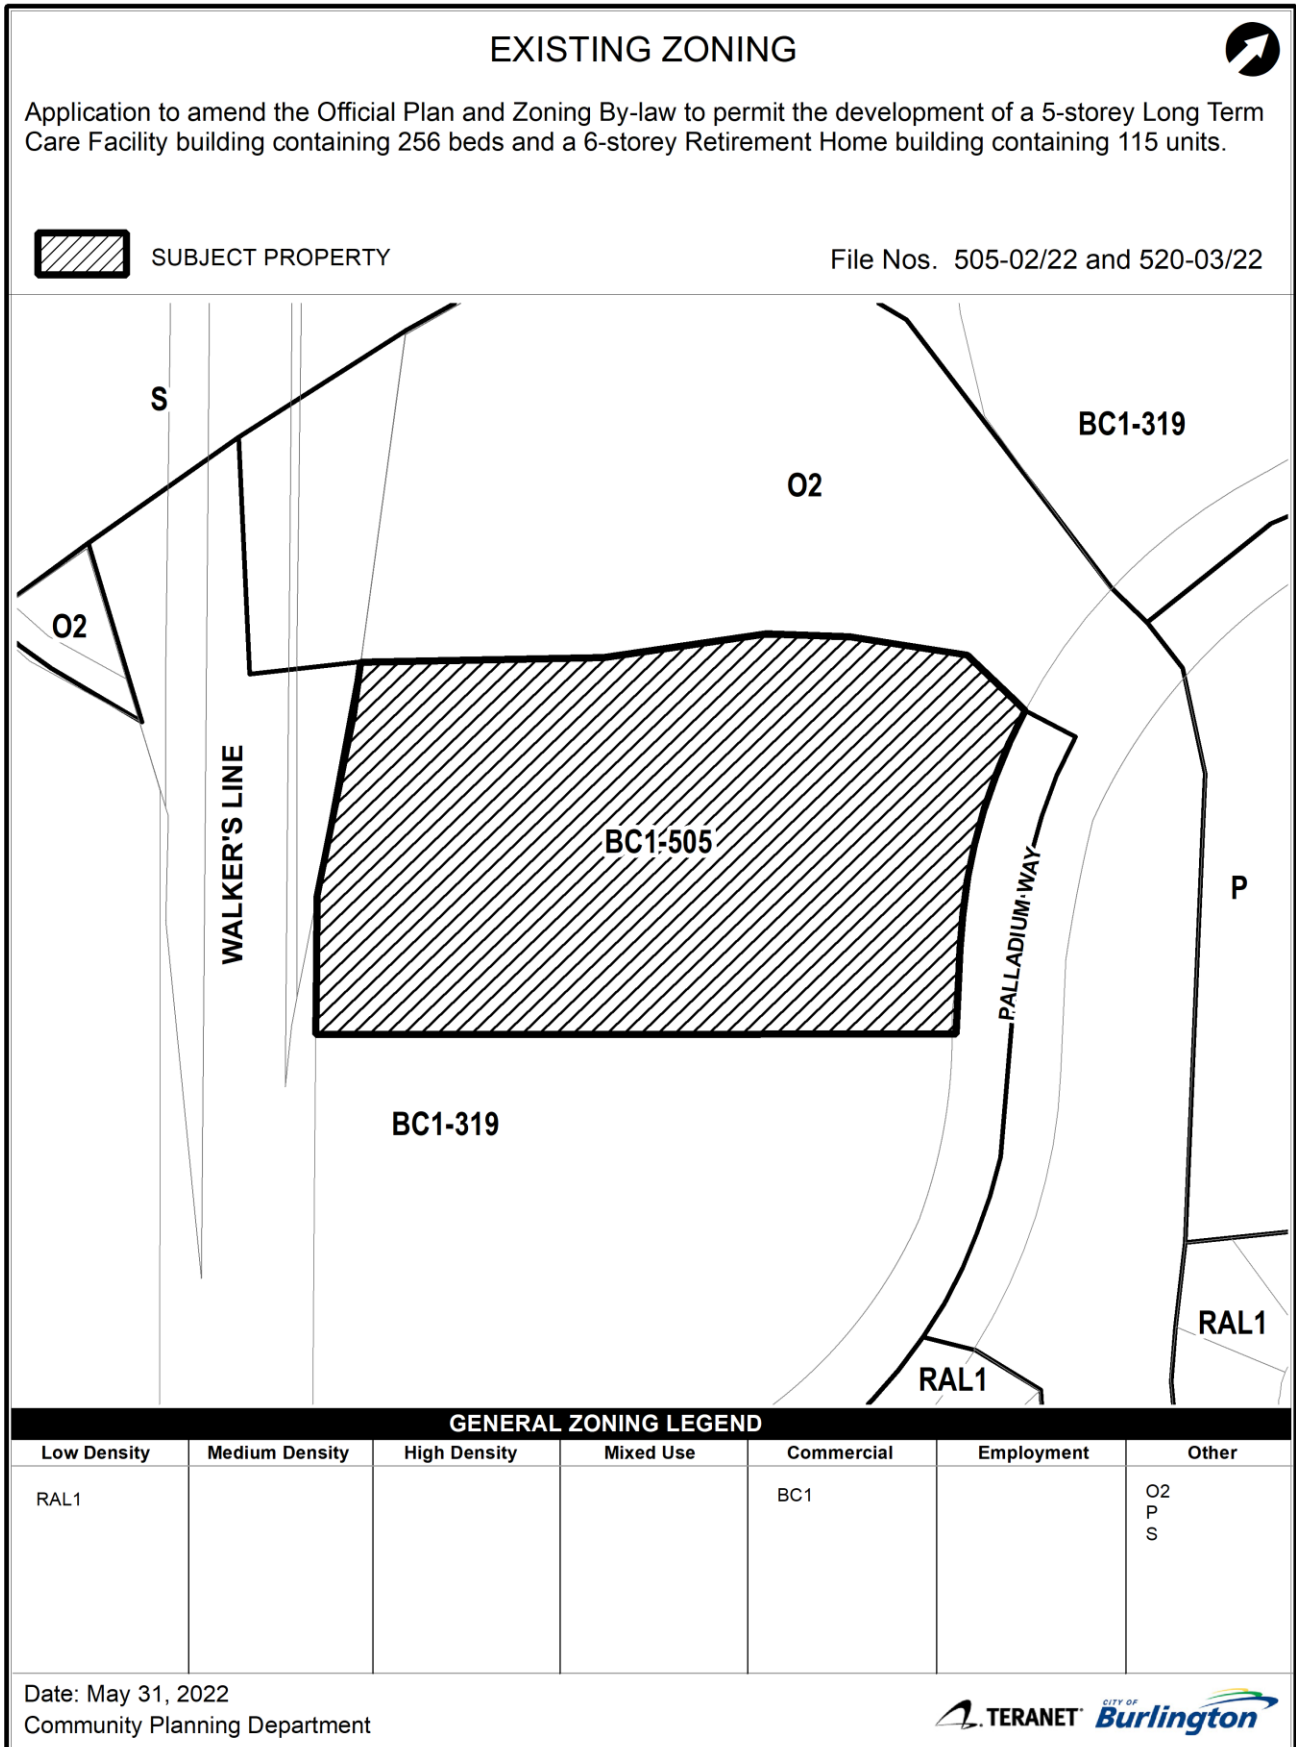 EXISTING ZONING
Application to amend the Official Plan and Zoning By-law to permit the development of a 5-storey Long Term
Care Facility building containing 256 beds and a 6-storey Retirement Home building containing 115 units.
SUBJECT PROPERTY
File Nos. 505-02/22 and 520-03/22
S
BC1-319
O2
O2
WALKER'S LINE
BC1-505
PALLADIUM WAY
P
BC1-319
RAL1
RAL1
GENERAL ZONING LEGEND
Low Density Medium Density High Density Mixed Use Commercial Employment Other
RAL1 BC1 O2
P
S
Date: May 31, 2022
Community Planning Department
TERANET
CITY OF
Burlington